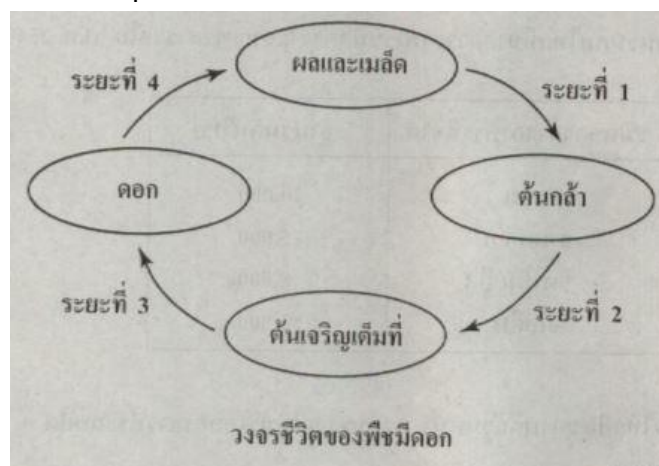 ผลและเมล็ด
ระยะที่ 4
ระยะที่ 1
ดอก
ต้นกล้า
ระยะที่ 3
ระยะที่ 2
ต้นเจริญเต็มที่
วงจรชีวิตของพืชมีดอก